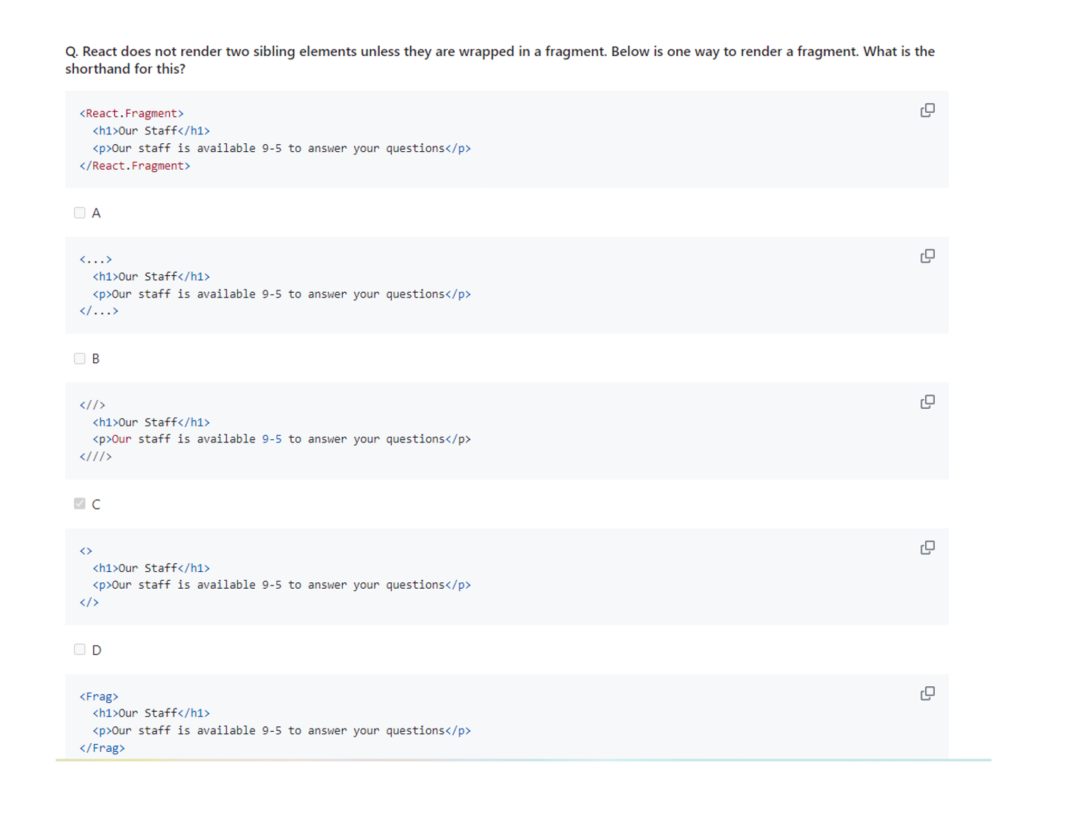 Q. React does not render two sibling elements unless they are wrapped in a fragment. Below is one way to render a fragment. What is the
shorthand for this?
<React.Fragment>
  <h1>Our Staff</h1>
  <p>Our staff is available 9-5 to answer your questions</p>
</React.Fragment>
A
<...>
  <h1>Our Staff</h1>
  <p>Our staff is available 9-5 to answer your questions</p>
</...>
B
<//>
  <h1>Our Staff</h1>
  <p>Our staff is available 9-5 to answer your questions</p>
<///>
C
<>
  <h1>Our Staff</h1>
  <p>Our staff is available 9-5 to answer your questions</p>
</>
D
<Frag>
  <h1>Our Staff</h1>
  <p>Our staff is available 9-5 to answer your questions</p>
</Frag>